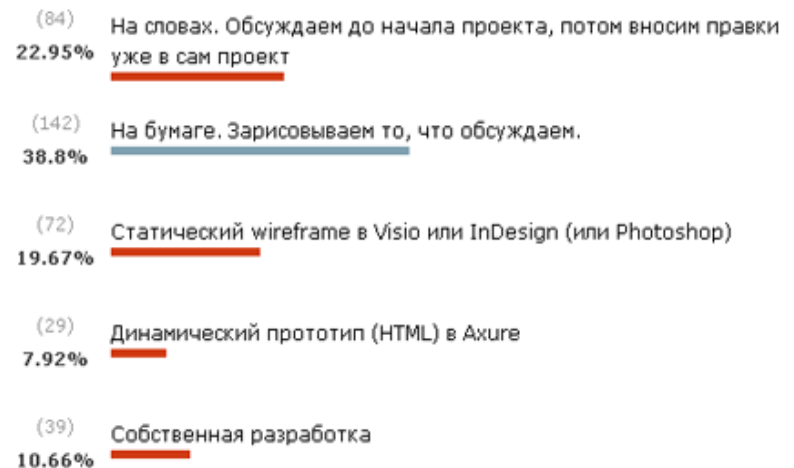 (84)
22.95%
На словах. Обсуждаем до начала проекта, потом вносим правки
уже в сам проект
(142)
38.8%
На бумаге. Зарисовываем то, что обсуждаем.
(72)
19.67%
Статический wireframe в Visio или InDesign (или Photoshop)
(29)
7.92%
Динамический прототип (HTML) в Axure
(39)
10.66%
Собственная разработка